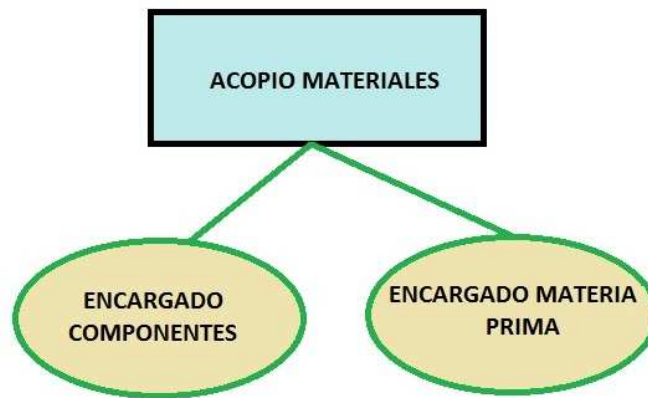 ACOPIO MATERIALES
ENCARGADO
COMPONENTES
ENCARGADO MATERIA
PRIMA